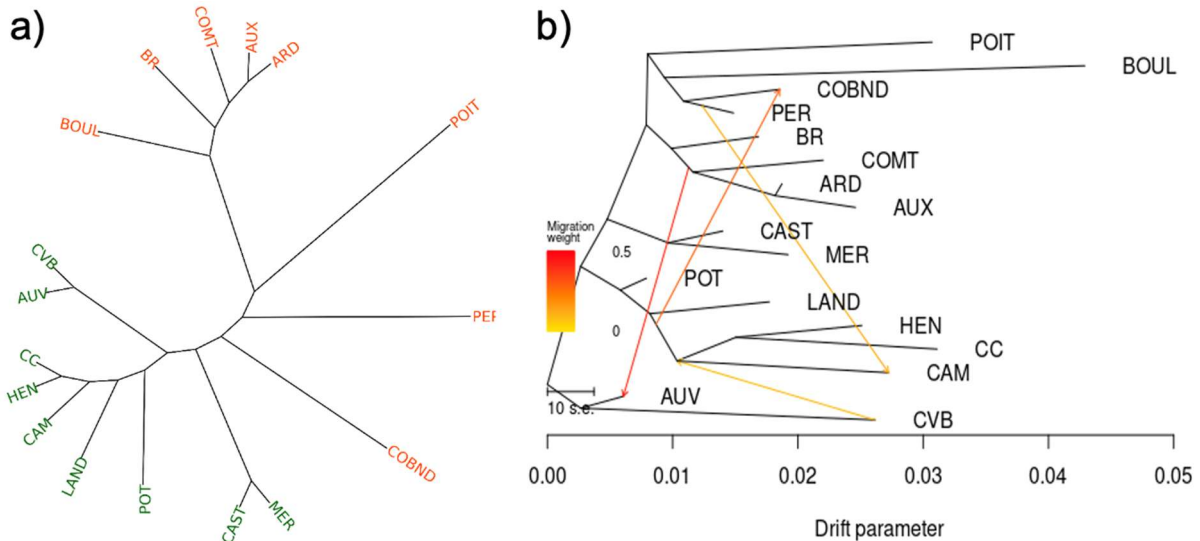 a)
COMT
AUX
ARD
BR
BOUL
POIT
CVB
AUV
PER
CC
HEN
CAM
LAND
POT
CAST
MER
COBND
b)
POIT
BOUL
COBND
PER
BR
COMT
ARD
AUX
CAST
MER
POT
LAND
HEN
CC
CAM
AUV
CVB
Migration
weight
0.5
0
10 s.e.
0.00 0.01 0.02 0.03 0.04 0.05
Drift parameter